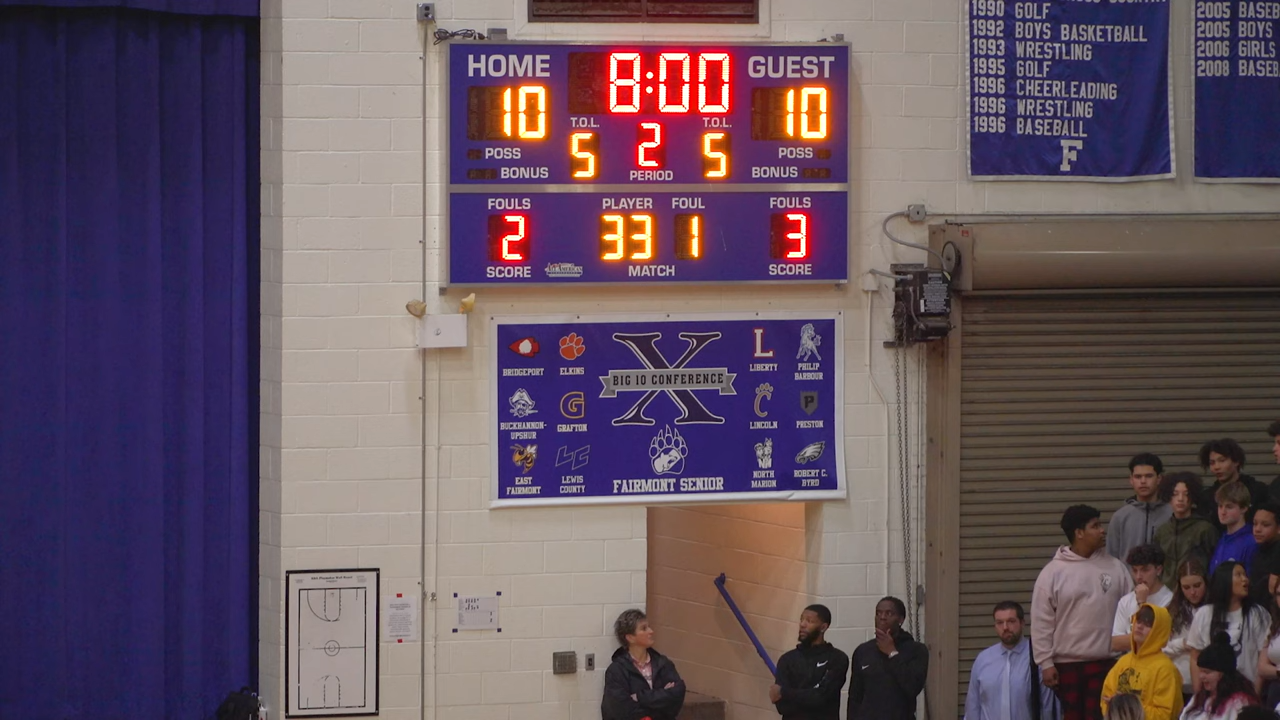 HOME 8:00 GUEST
10 10
T.O.L. T.O.L.
5 2 5
POSS POSS
BONUS PERIOD BONUS
FOULS PLAYER FOUL FOULS
2 33 1 3
SCORE MATCH SCORE
BRIDGEPORT
ELKINS
BIG 10 CONFERENCE
L
LIBERTY
PHILIP
BARBOUR
BUCKHANNON-
UPSHUR
G
GRAFTON
C
LINCOLN
P
PRESTON
EAST
FAIRMONT
LC
LEWIS
COUNTY
X
FAIRMONT SENIOR
NORTH
MARION
ROBERT C.
BYRD
1990 GOLF
1992 BOYS BASKETBALL
1993 WRESTLING
1995 GOLF
1996 CHEERLEADING
1996 WRESTLING
1996 BASEBALL
F
2005 BASEB
2005 BOYS
2006 GIRLS
2008 BASEB